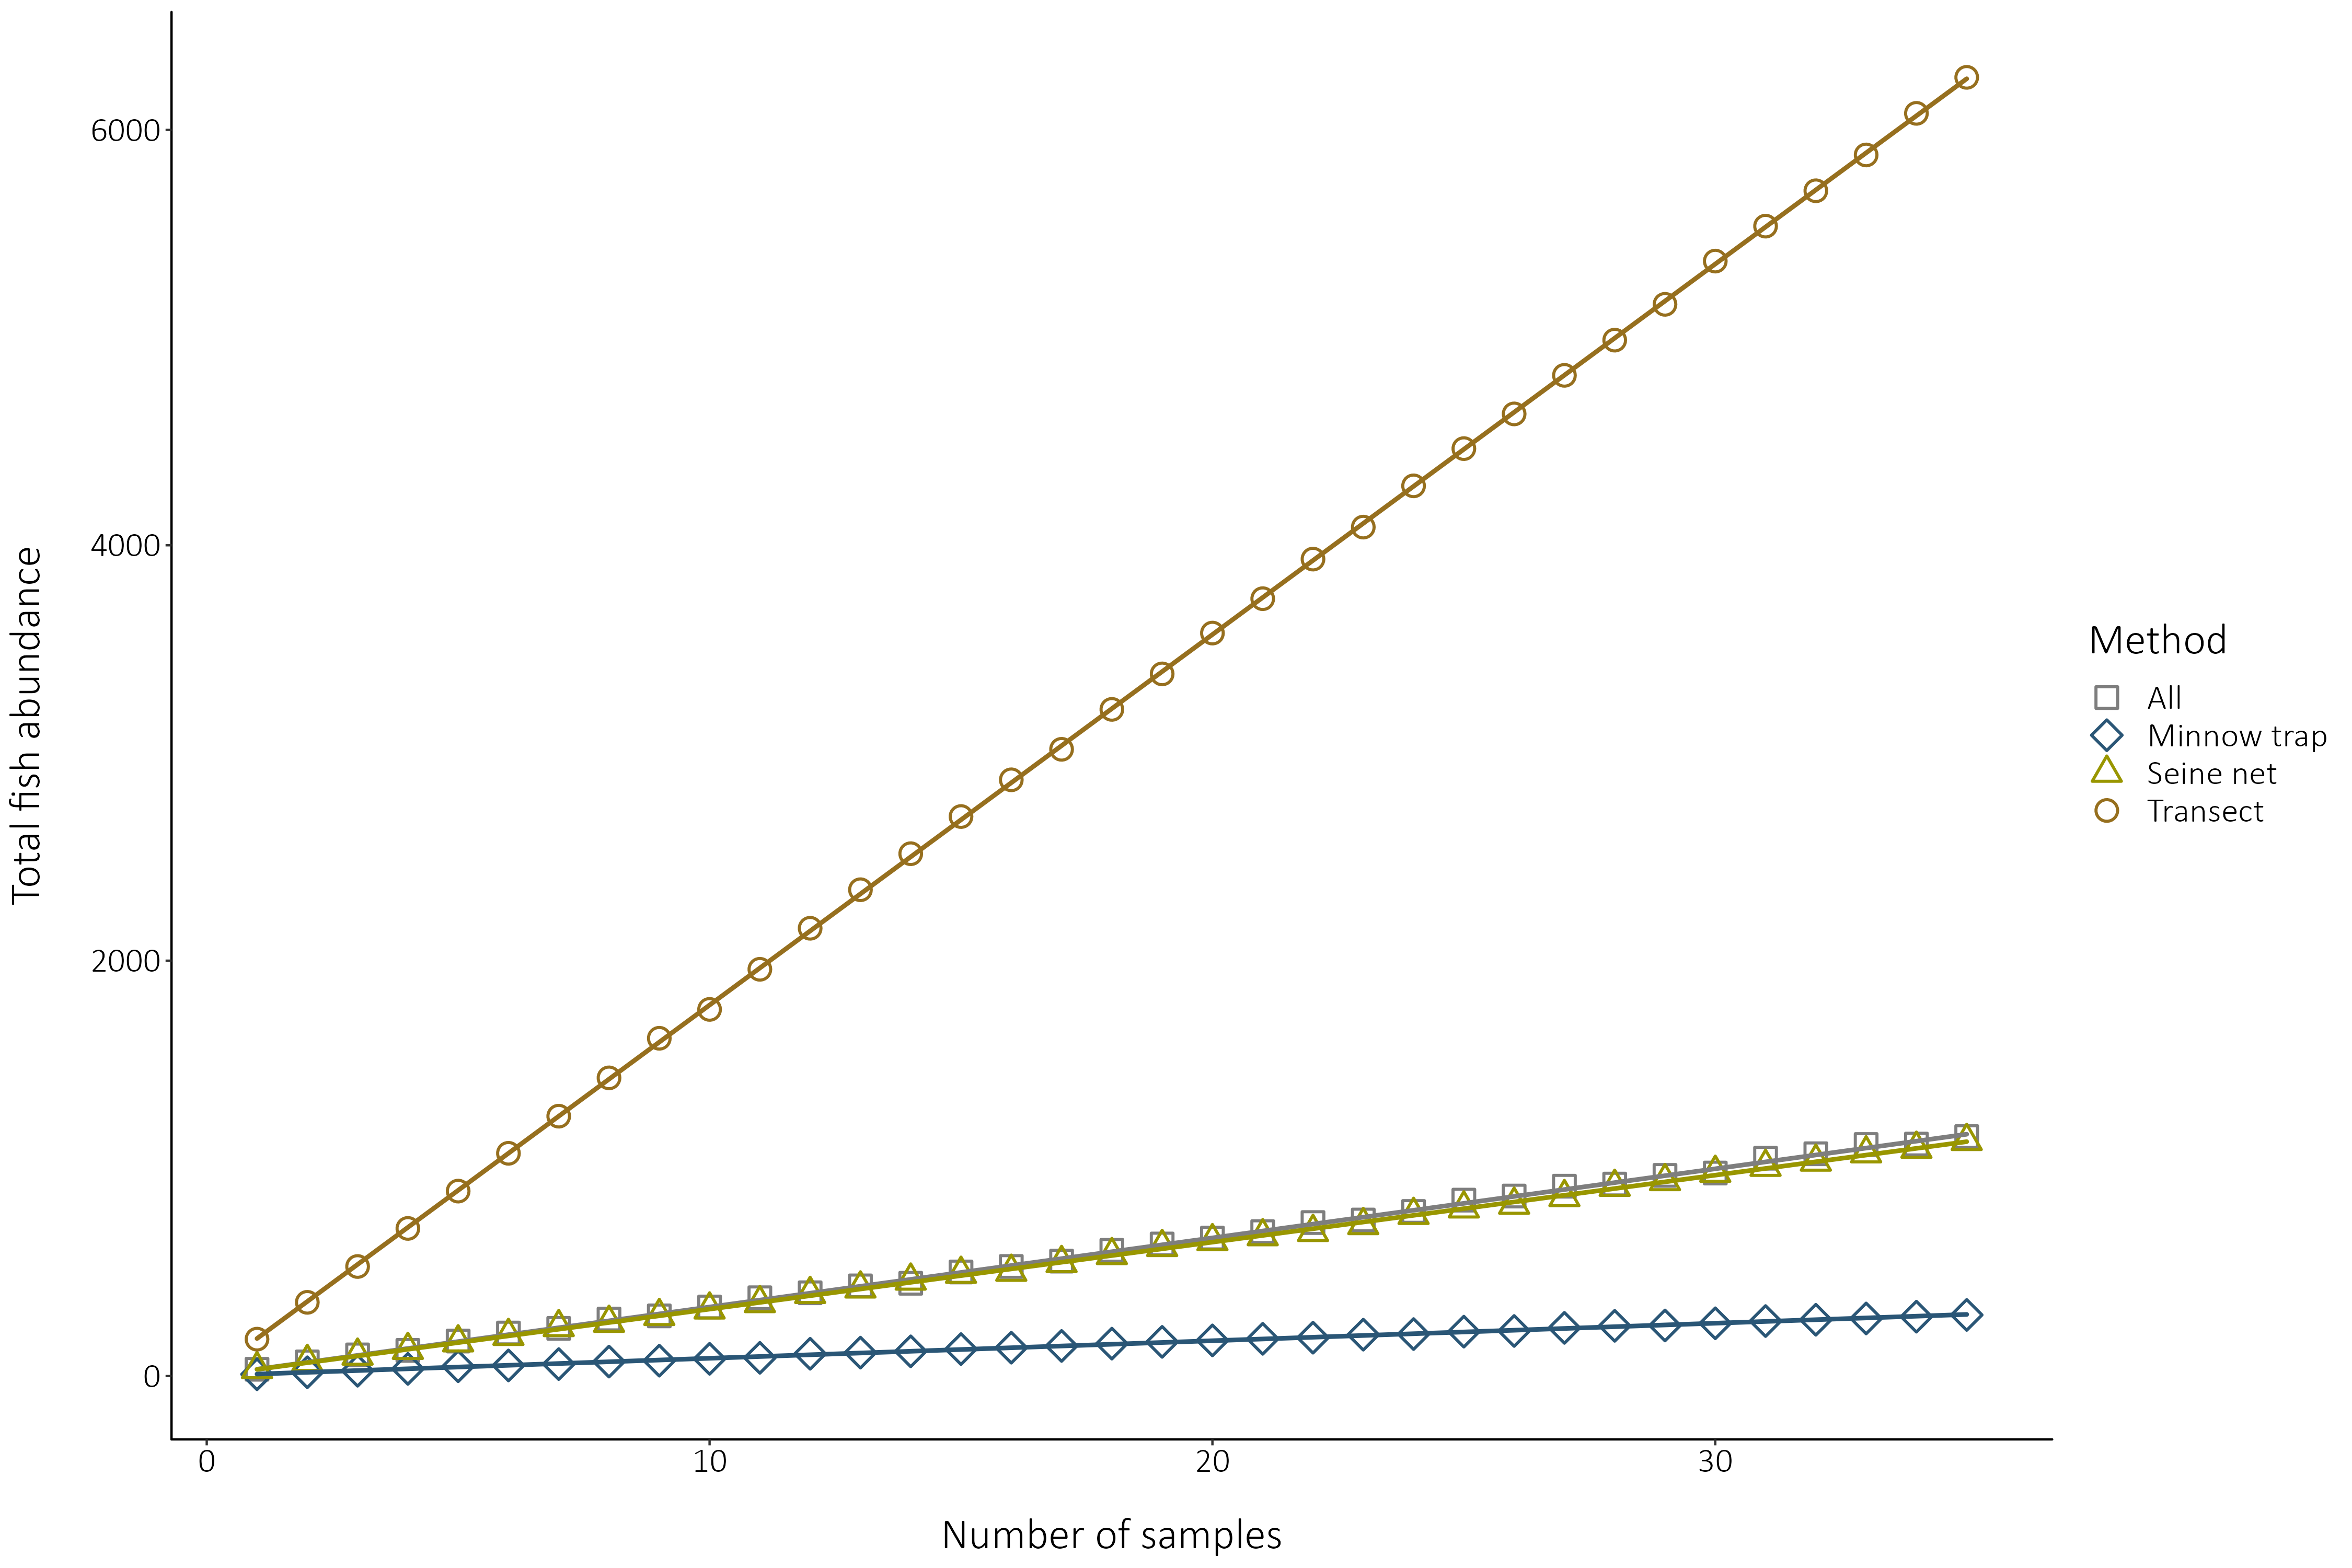 Total fish abundance
6000
4000
2000
0
0 10 20 30
Number of samples
Method
All
Minnow trap
Seine net
Transect